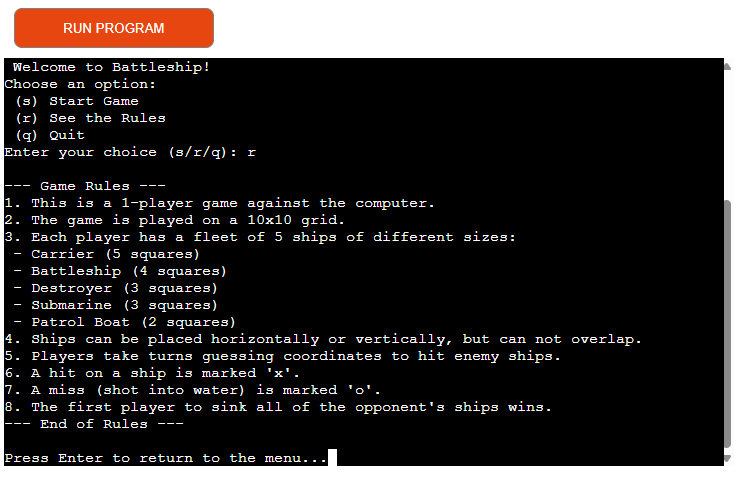 RUN PROGRAM
Welcome to Battleship!
Choose an option:
(s) Start Game
(r) See the Rules
(q) Quit
Enter your choice (s/r/q): r
--- Game Rules ---
1. This is a 1-player game against the computer.
2. The game is played on a 10x10 grid.
3. Each player has a fleet of 5 ships of different sizes:
- Carrier (5 squares)
- Battleship (4 squares)
- Destroyer (3 squares)
- Submarine (3 squares)
- Patrol Boat (2 squares)
4. Ships can be placed horizontally or vertically, but can not overlap.
5. Players take turns guessing coordinates to hit enemy ships.
6. A hit on a ship is marked 'x'.
7. A miss (shot into water) is marked 'o'.
8. The first player to sink all of the opponent's ships wins.
--- End of Rules ---
Press Enter to return to the menu...